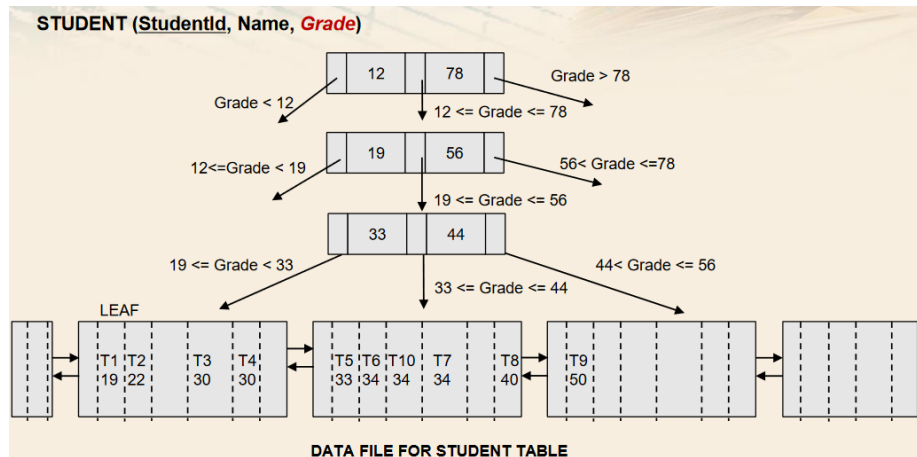 STUDENT (StudentId, Name, Grade)
12 78
Grade < 12
Grade > 78
12 <= Grade <= 78
19 56
12<=Grade < 19
56< Grade <=78
19 <= Grade <= 56
33 44
19 <= Grade < 33
44< Grade <= 56
33 <= Grade <= 44
LEAF
T1 T2 T3 T4 T5 T6 T10 T7 T8 T9
19 22 30 30 33 34 34 34 40 50
DATA FILE FOR STUDENT TABLE